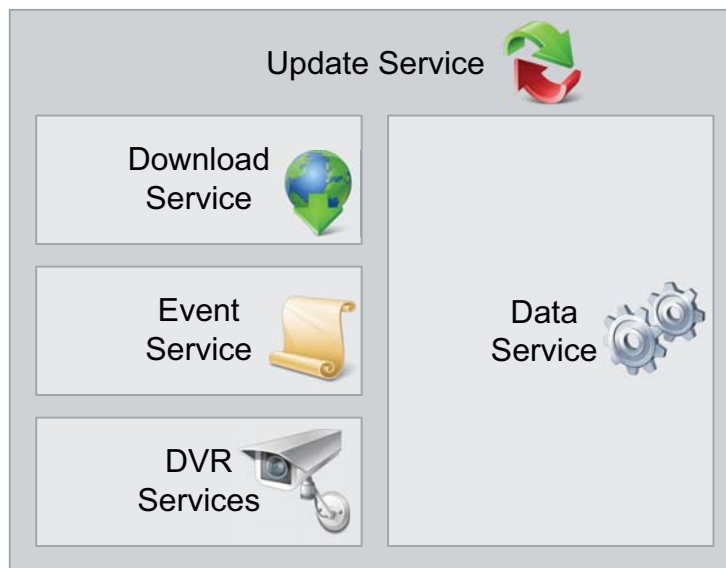 Update Service
Download
Service
Event
Service
DVR
Services
Data
Service